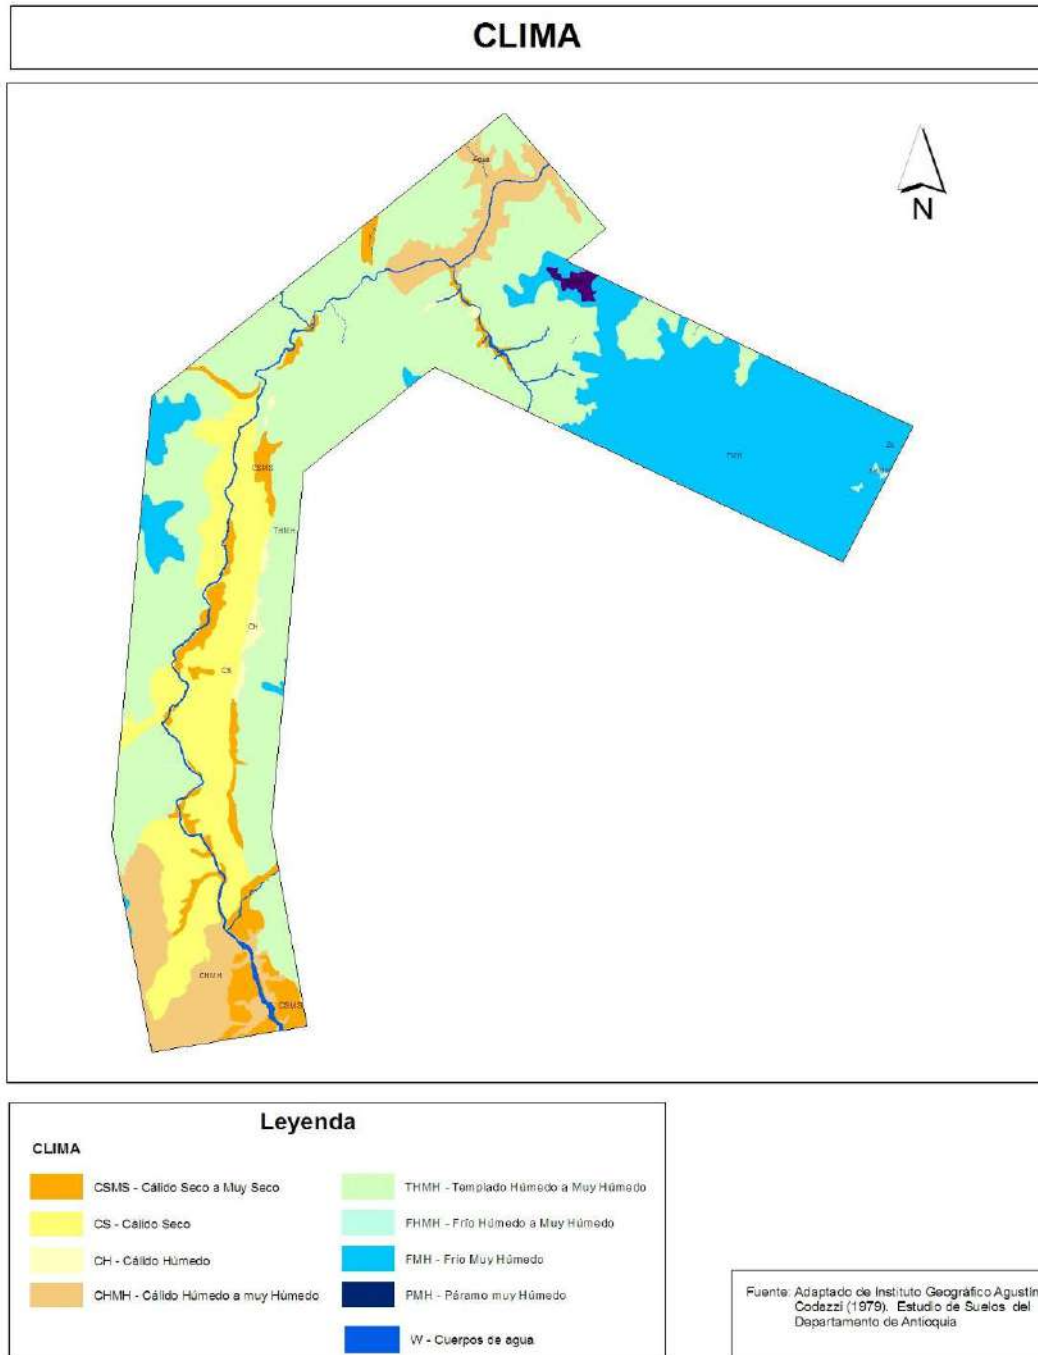 CLIMA
Agua
N
CSMS
FMH
THMH
CH
CS
CHMH
CSMS
Leyenda
CLIMA
CSMS - Cálido Seco a Muy Seco
CS - Cálido Seco
CH - Cálido Húmedo
CHMH - Cálido Húmedo a muy Húmedo
THMH - Templado Húmedo a Muy Húmedo
FHMH - Frío Húmedo a Muy Húmedo
FMH - Frío Muy Húmedo
PMH - Páramo muy Húmedo
W - Cuerpos de agua
Fuente: Adaptado de Instituto Geográfico Agustín
Codazzi (1979). Estudio de Suelos del
Departamento de Antioquia